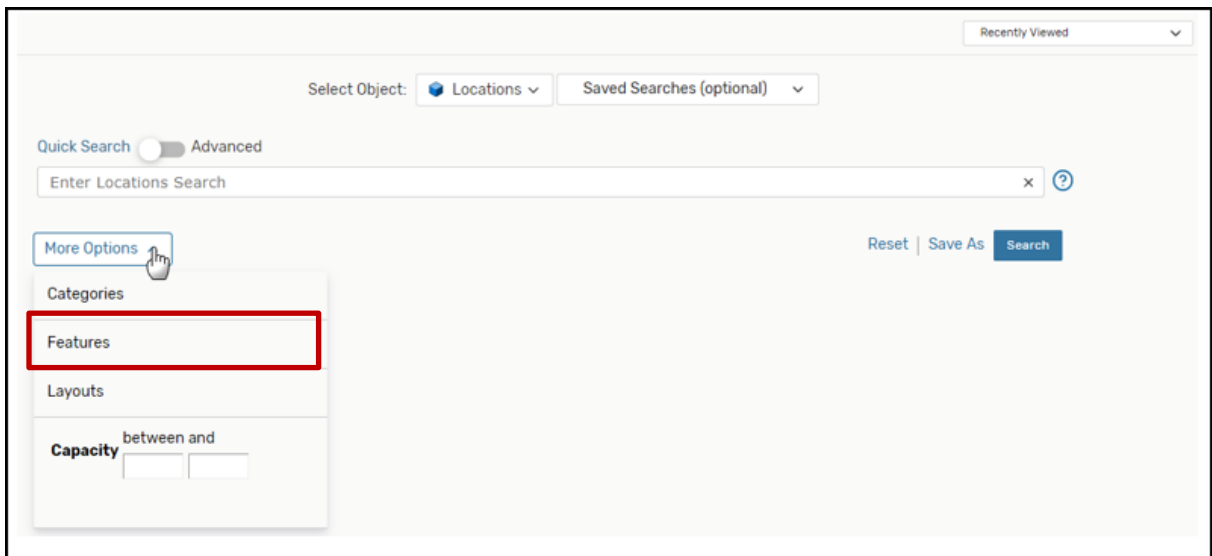 Recently Viewed
Select Object: Locations Saved Searches (optional)
Quick Search Advanced
Enter Locations Search
More Options Reset | Save As Search
Categories
Features
Layouts
Capacity between and